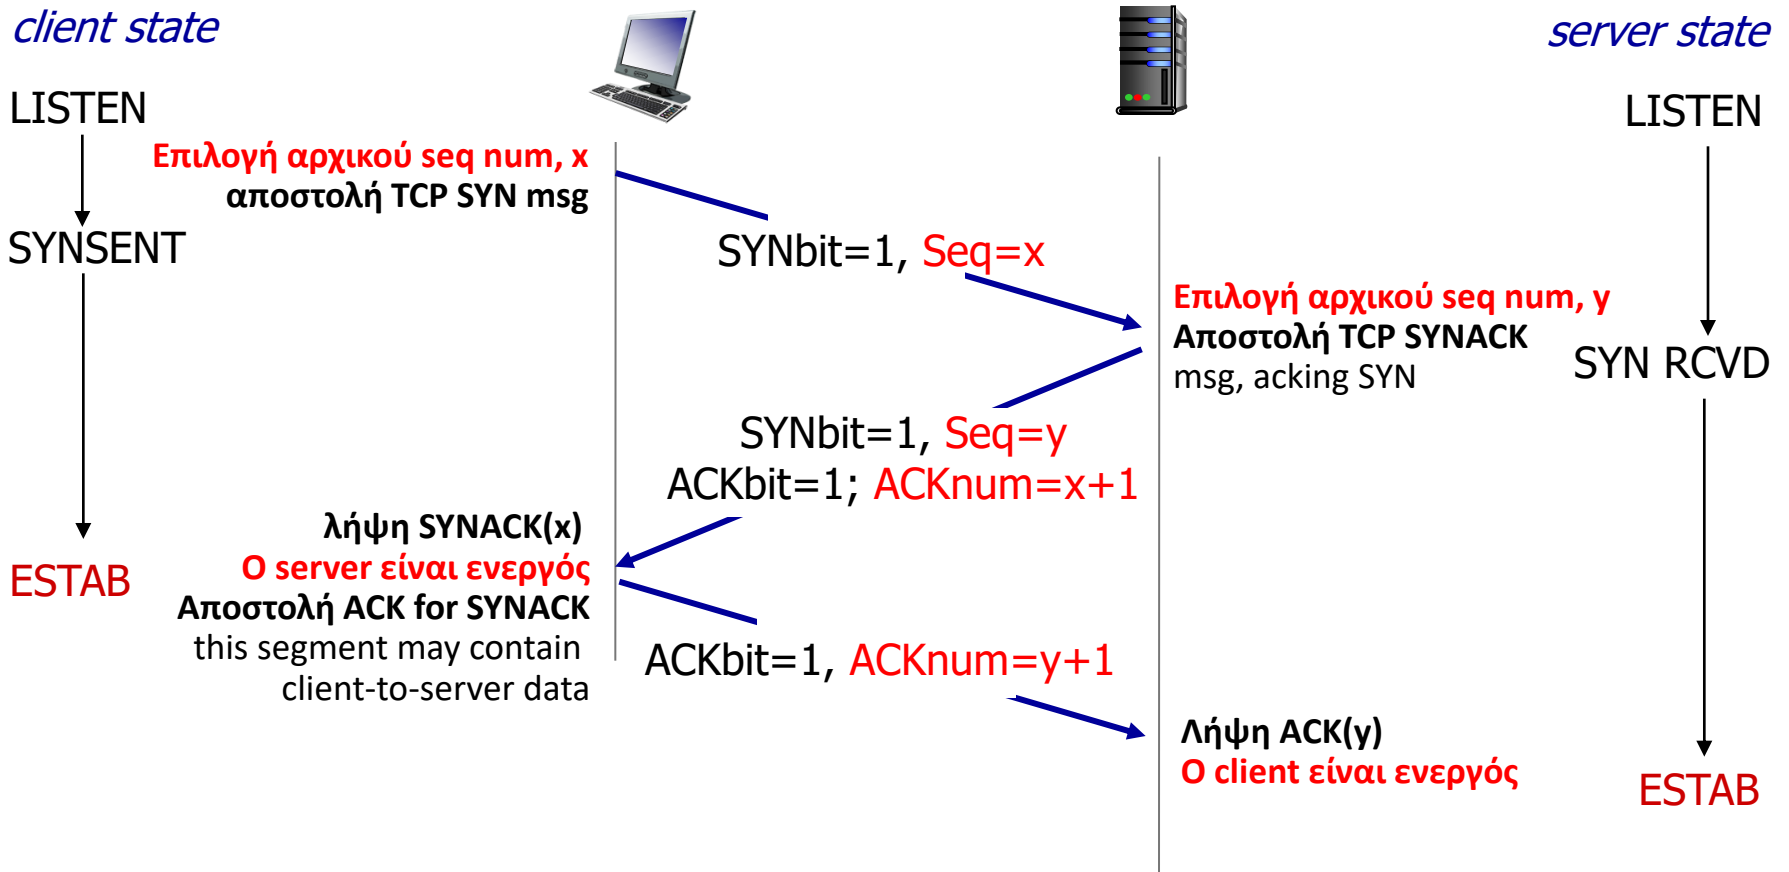 client state
server state
LISTEN
LISTEN
Επιλογή αρχικού seq num, x
αποστολή TCP SYN msg
SYNSENT
SYNbit=1, Seq=x
Επιλογή αρχικού seq num, y
Αποστολή TCP SYNACK
msg, acking SYN
SYN RCVD
SYNbit=1, Seq=y
ACKbit=1; ACKnum=x+1
λήψη SYNACK(x)
Ο server είναι ενεργός
Αποστολή ACK for SYNACK
this segment may contain
client-to-server data
ESTAB
ACKbit=1, ACKnum=y+1
Λήψη ACK(y)
Ο client είναι ενεργός
ESTAB